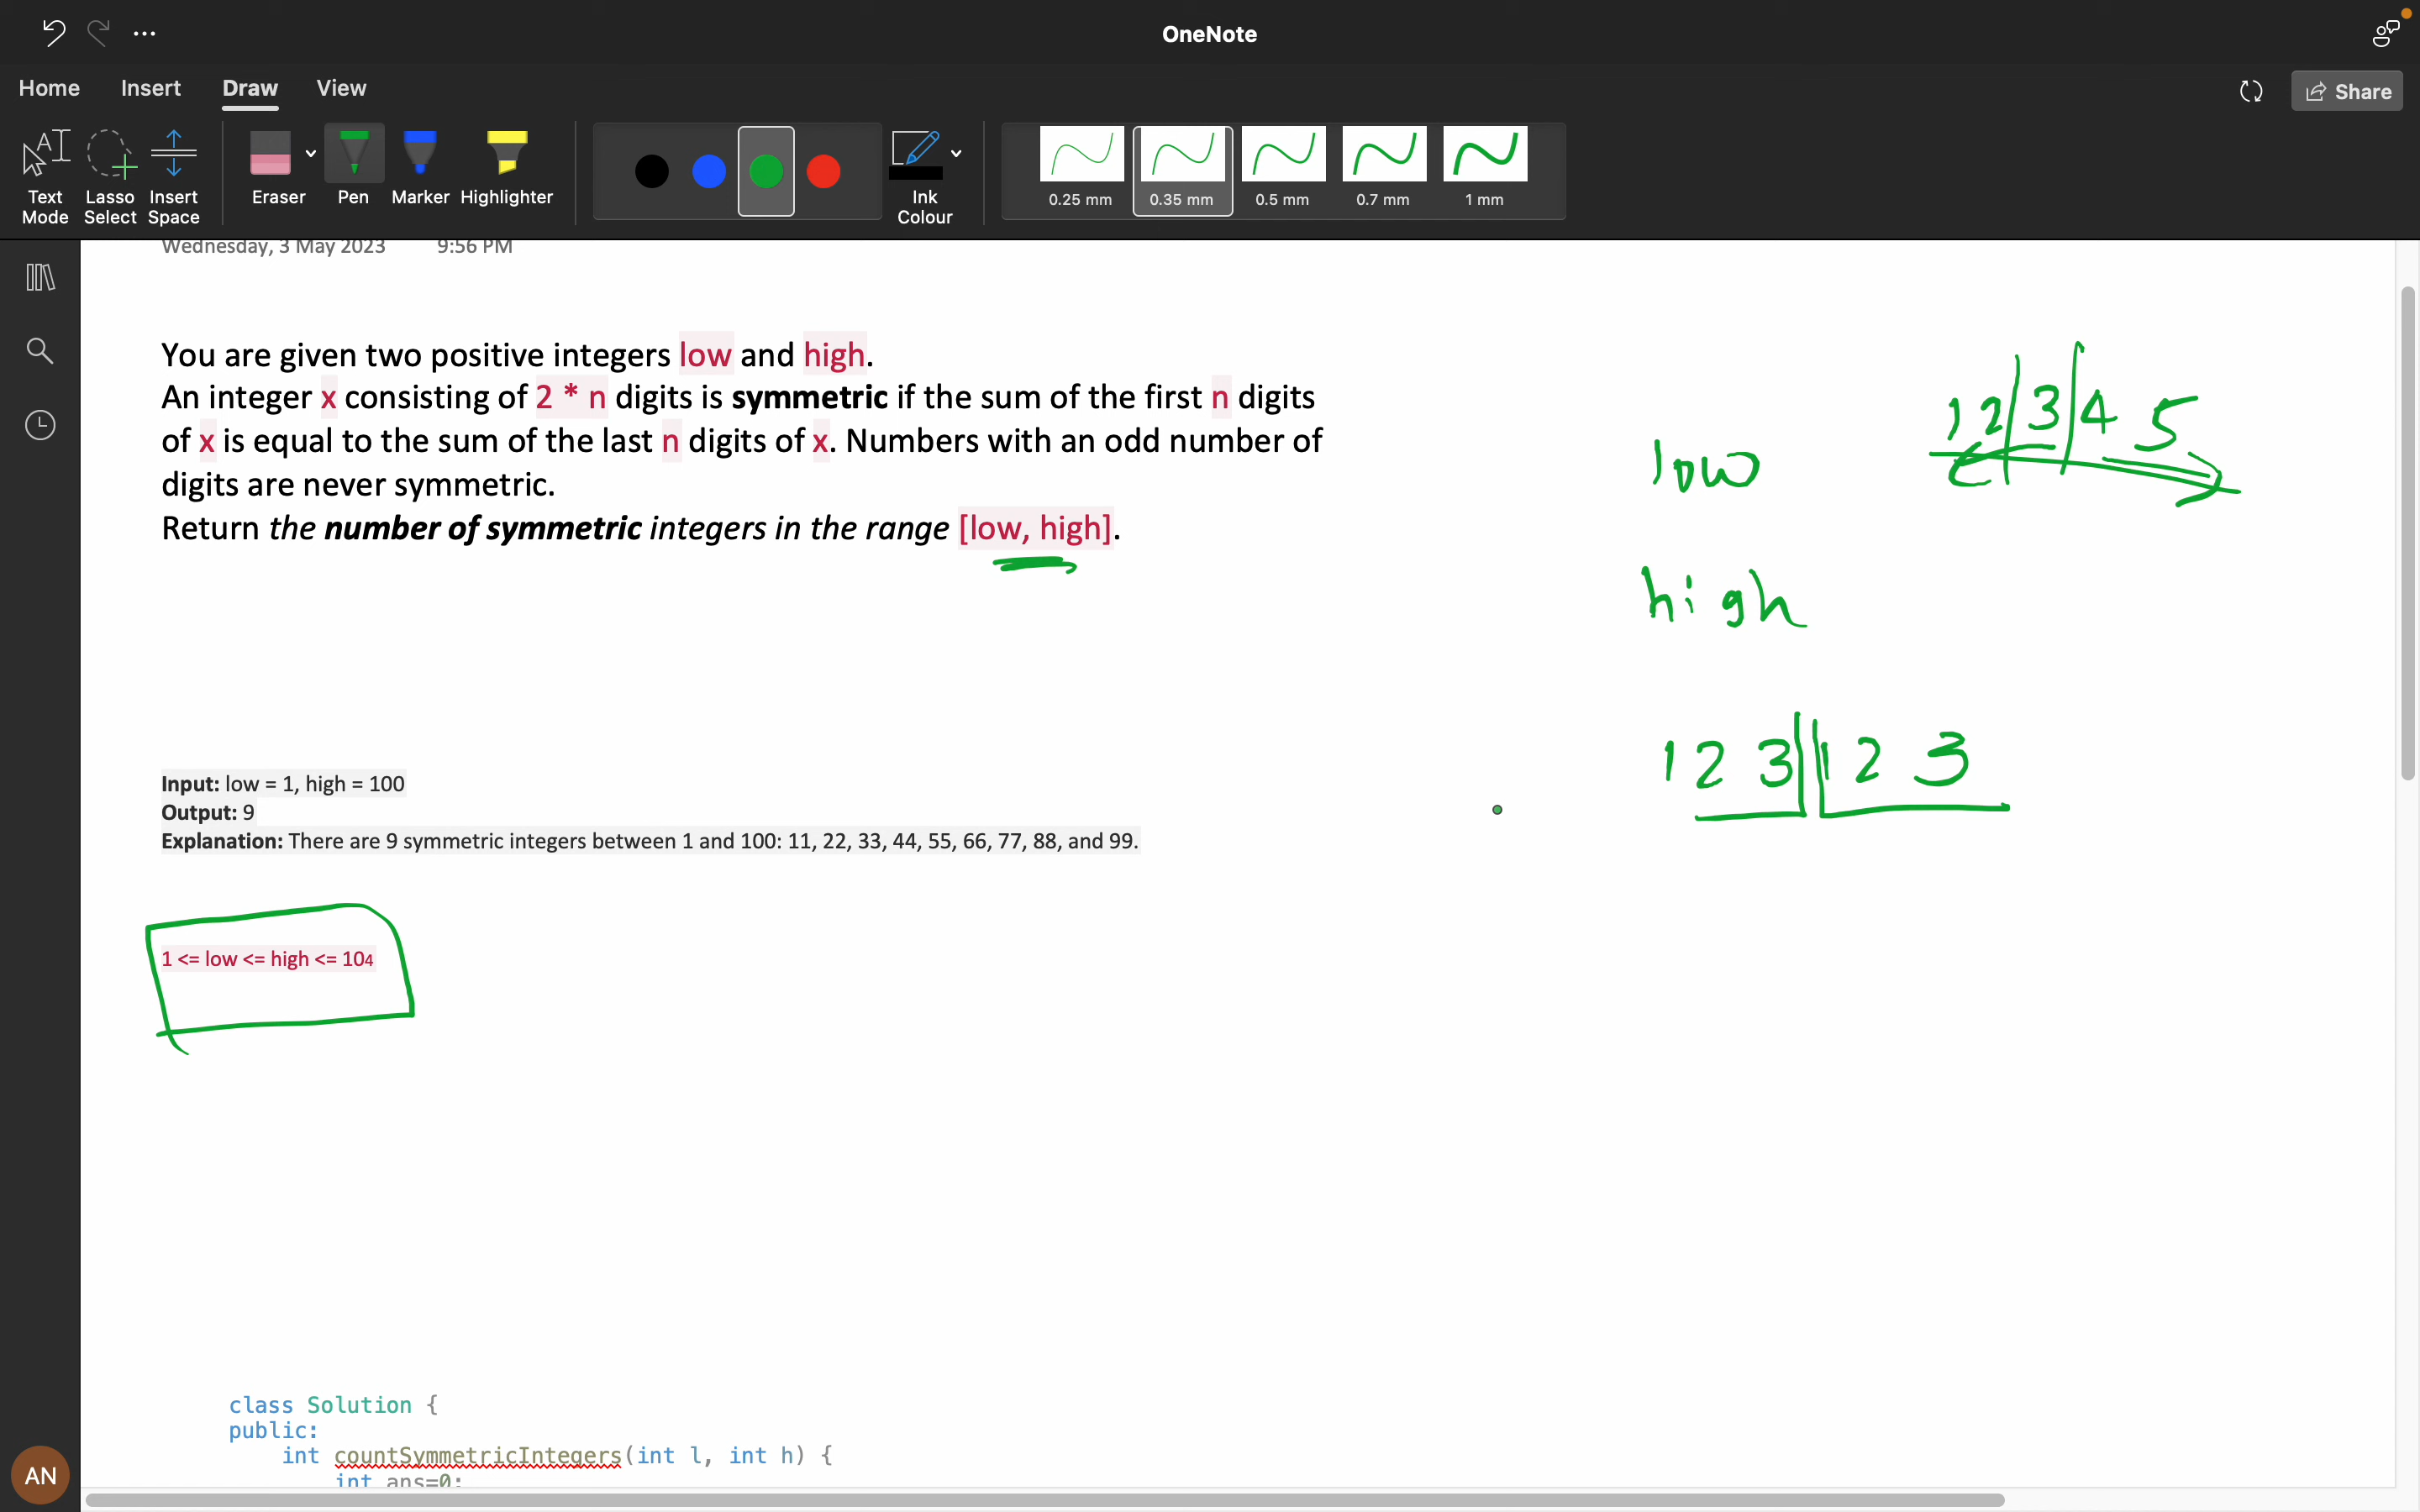 OneNote
Home Insert Draw View
Share
Text Mode
Lasso Select
Insert Space
Eraser
Pen
Marker
Highlighter
Ink Colour
0.25 mm
0.35 mm
0.5 mm
0.7 mm
1 mm
Wednesday, 3 May 2023 9:56 PM
You are given two positive integers low and high.
An integer x consisting of 2 * n digits is symmetric if the sum of the first n digits
of x is equal to the sum of the last n digits of x. Numbers with an odd number of
digits are never symmetric.
Return the number of symmetric integers in the range [low, high].
1 2 3 4 5
low
high
1 2 3 1 2 3
Input: low = 1, high = 100
Output: 9
Explanation: There are 9 symmetric integers between 1 and 100: 11, 22, 33, 44, 55, 66, 77, 88, and 99.
1 <= low <= high <= 104
class Solution {
public:
int countSymmetricIntegers(int l, int h) {
int ans=0;
AN